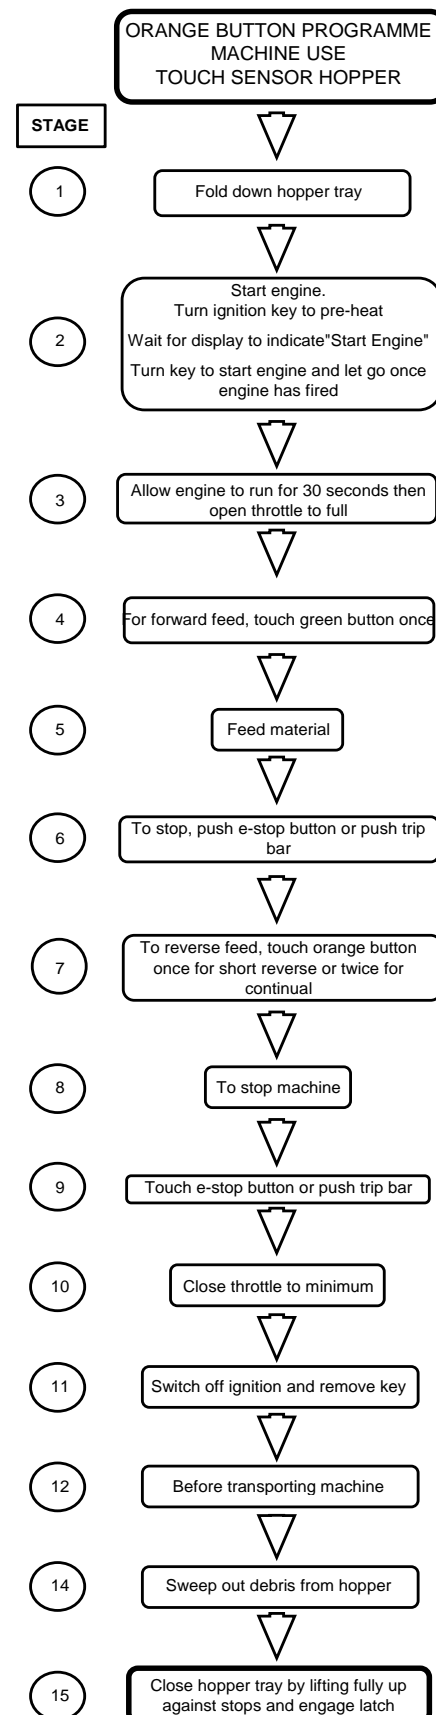 ORANGE BUTTON PROGRAMME
MACHINE USE
TOUCH SENSOR HOPPER
STAGE
1
Fold down hopper tray
2
Start engine.
Turn ignition key to pre-heat
Wait for display to indicate"Start Engine"
Turn key to start engine and let go once
engine has fired
3
Allow engine to run for 30 seconds then
open throttle to full
4
For forward feed, touch green button once
5
Feed material
6
To stop, push e-stop button or push trip
bar
7
To reverse feed, touch orange button
once for short reverse or twice for
continual
8
To stop machine
9
Touch e-stop button or push trip bar
10
Close throttle to minimum
11
Switch off ignition and remove key
12
Before transporting machine
14
Sweep out debris from hopper
15
Close hopper tray by lifting fully up
against stops and engage latch